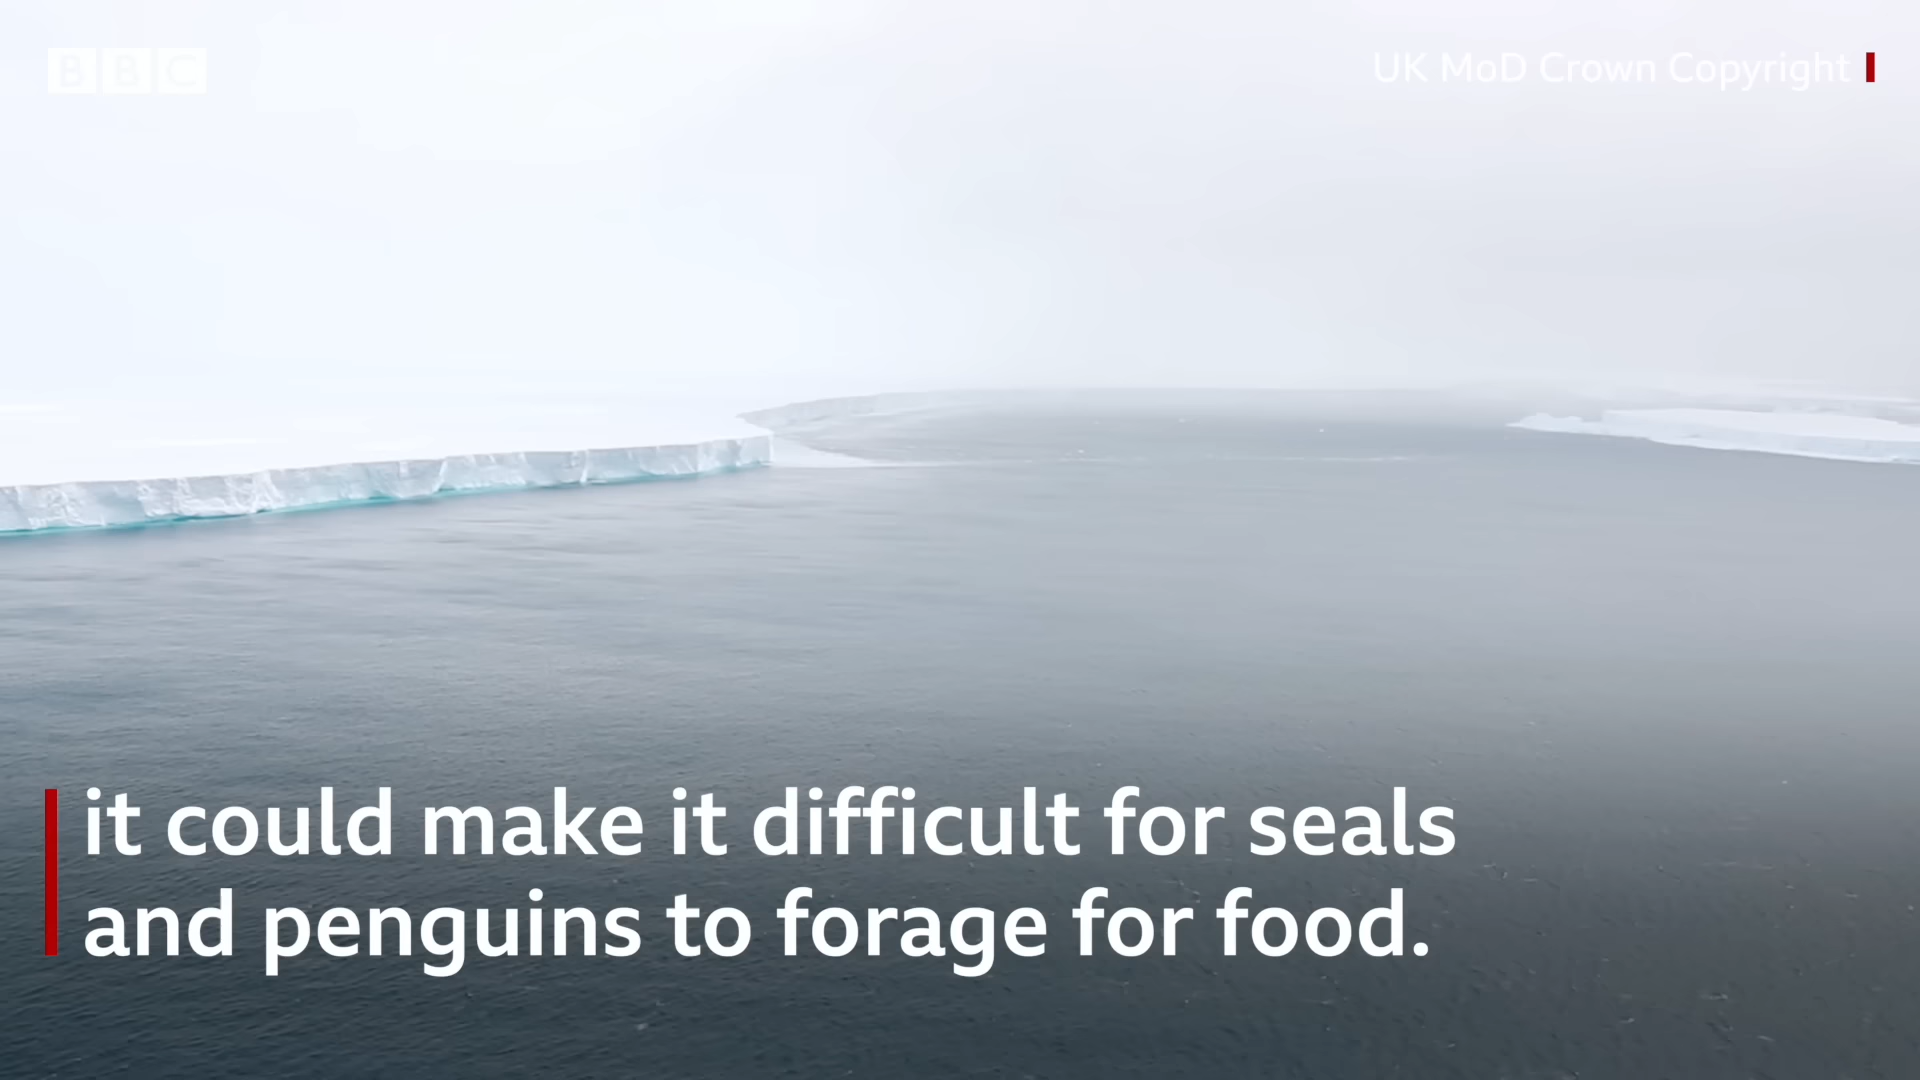 BBC
UK MoD Crown Copyright
it could make it difficult for seals
and penguins to forage for food.